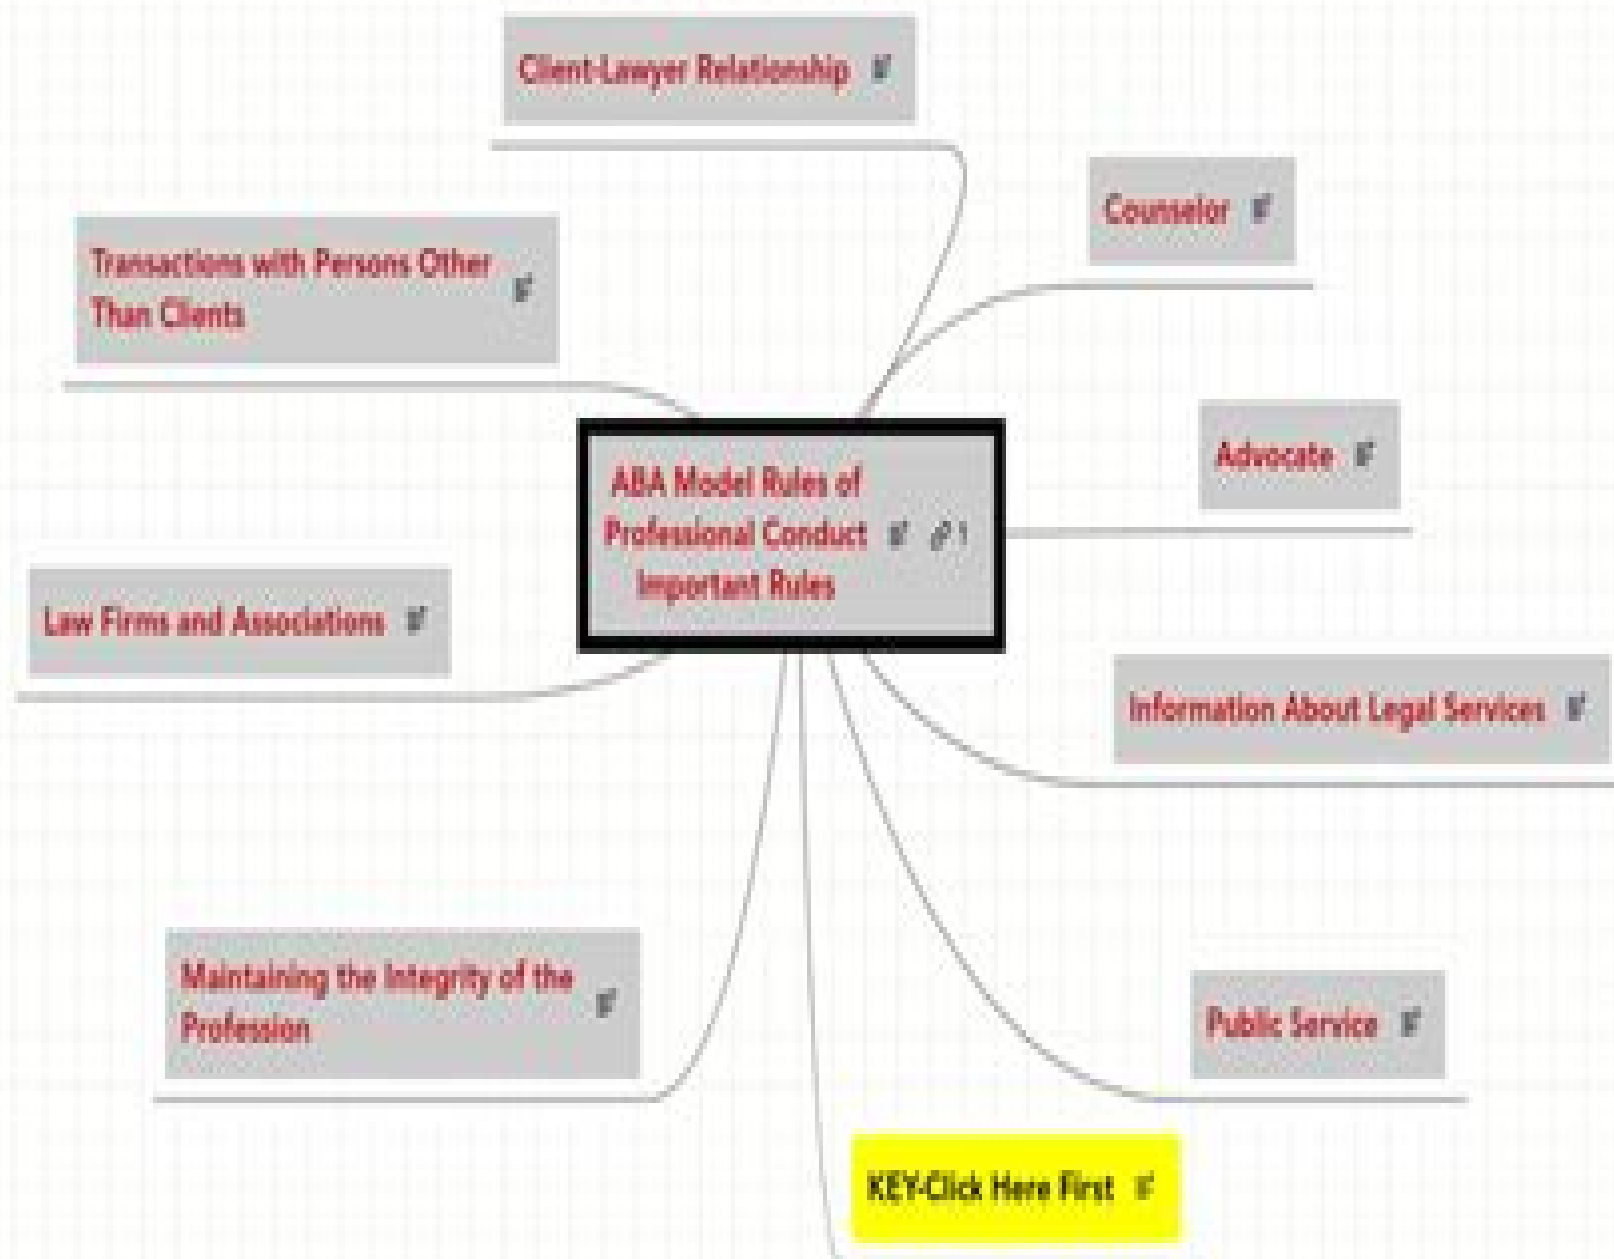 Client-Lawyer Relationship
Counselor
Transactions with Persons Other
Than Clients
Advocate
ABA Model Rules of
Professional Conduct
1
Important Rules
Law Firms and Associations
Information About Legal Services
Maintaining the Integrity of the
Profession
Public Service
KEY-Click Here First